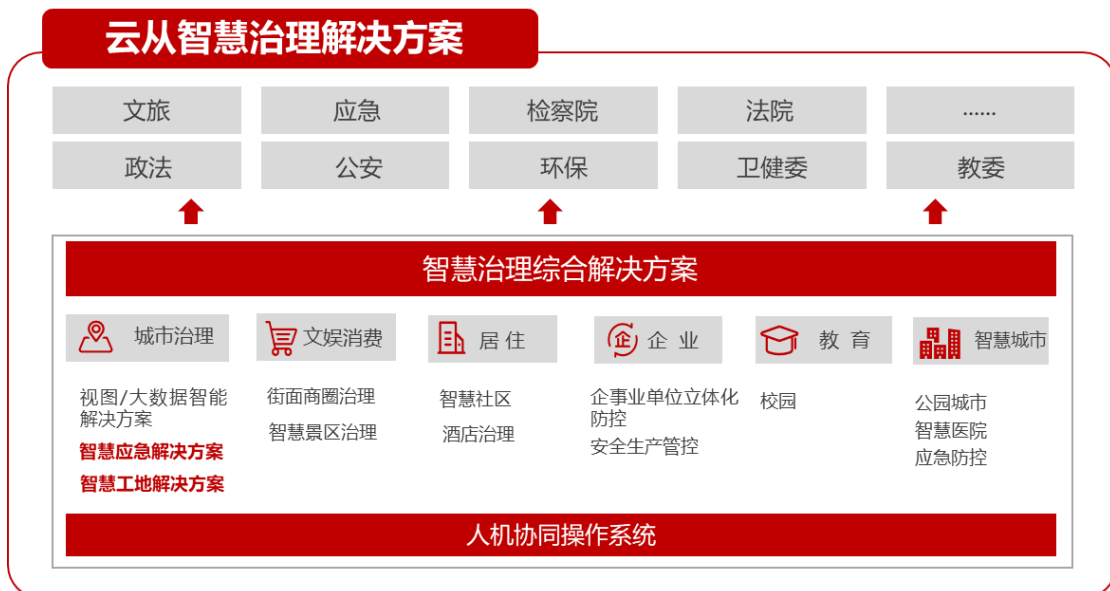 云从智慧治理解决方案
文旅
应急
检察院
法院
......
政法
公安
环保
卫健委
教委
智慧治理综合解决方案
城市治理
文娱消费
居住
企
企业
教育
智慧城市
视图/大数据智能
解决方案
智慧应急解决方案
智慧工地解决方案
街面商圈治理
智慧景区治理
智慧社区
酒店治理
企事业单位立体化
防控
安全生产管控
校园
公园城市
智慧医院
应急防控
人机协同操作系统